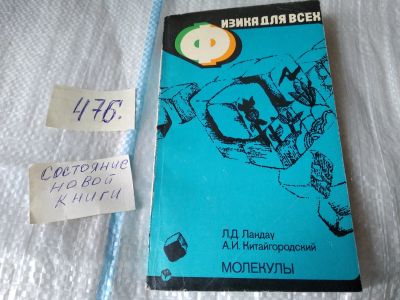 ФИЗИКА ДЛЯ ВСЕХ
476.
СОСТОЯНИЕ
НОВОЙ
КНИГИ
Л.Д. Ландау
А.И. Китайгородский
МОЛЕКУЛЫ